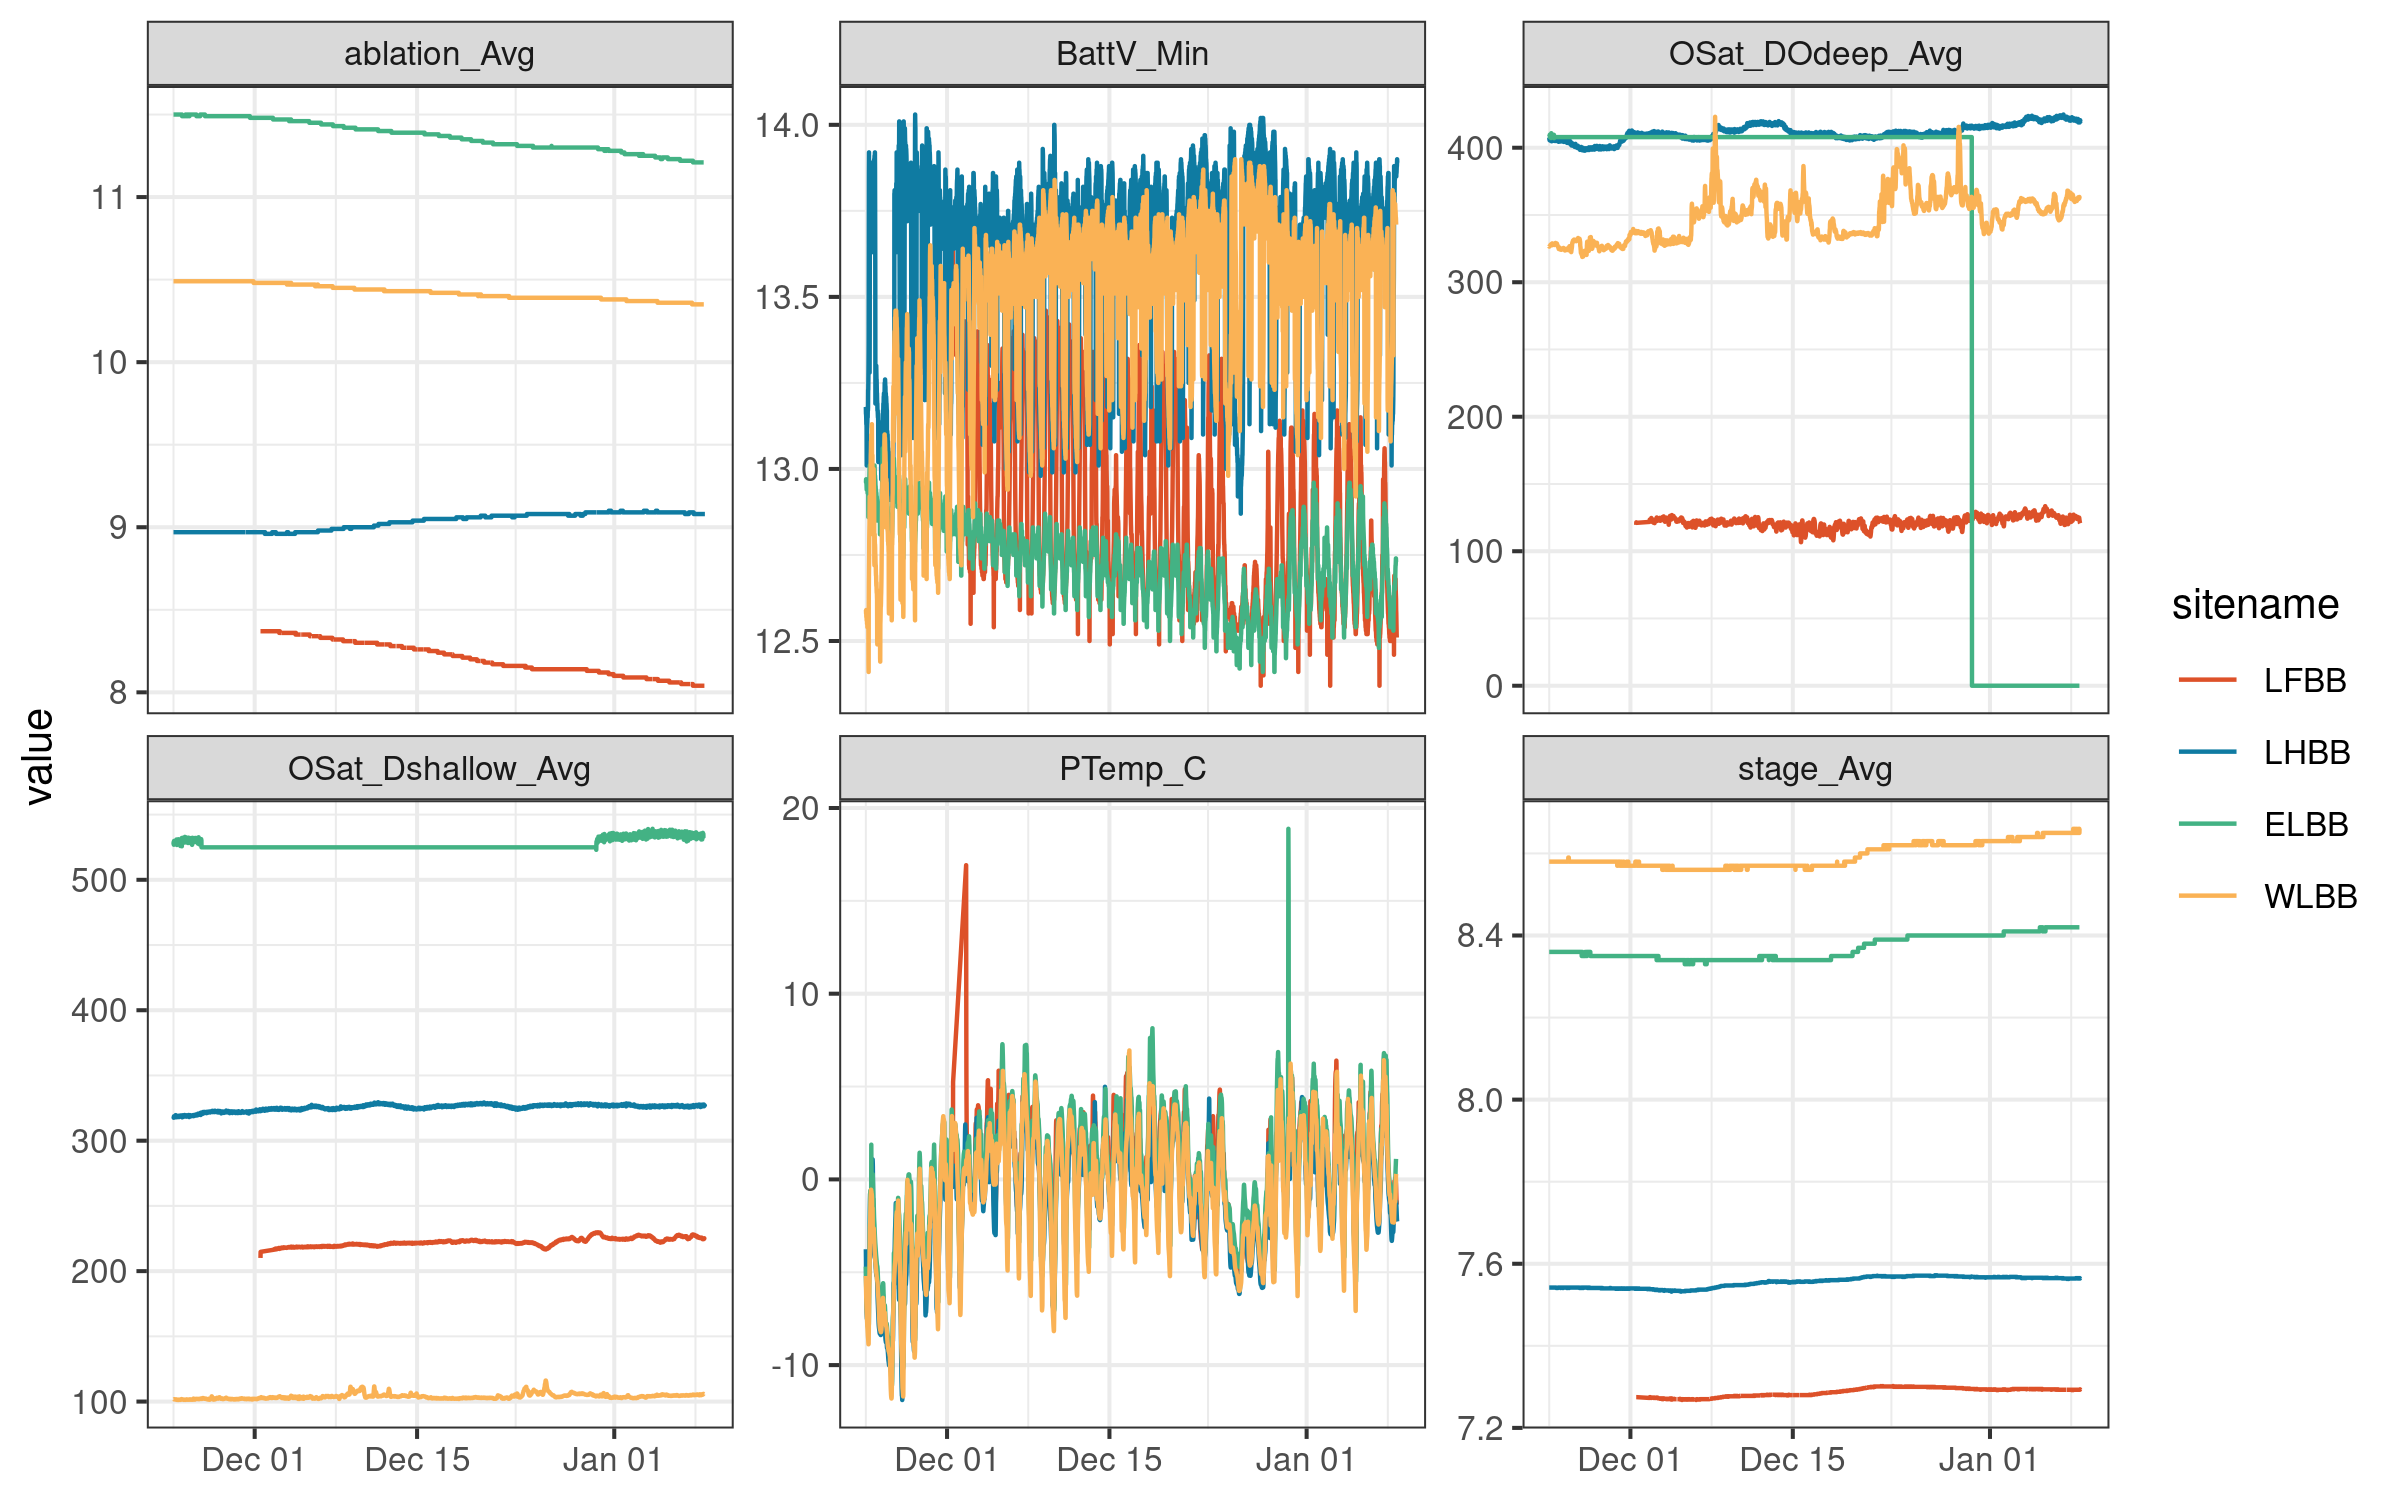 ablation_Avg
BattV_Min
OSat_DOdeep_Avg
11
10
9
8
14.0
13.5
13.0
12.5
400
300
200
100
0
value
OSat_Dshallow_Avg
PTemp_C
stage_Avg
500
400
300
200
100
20
10
0
-10
8.4
8.0
7.6
7.2
Dec 01
Dec 15
Jan 01
Dec 01
Dec 15
Jan 01
Dec 01
Dec 15
Jan 01
sitename
LFBB
LHBB
ELBB
WLBB